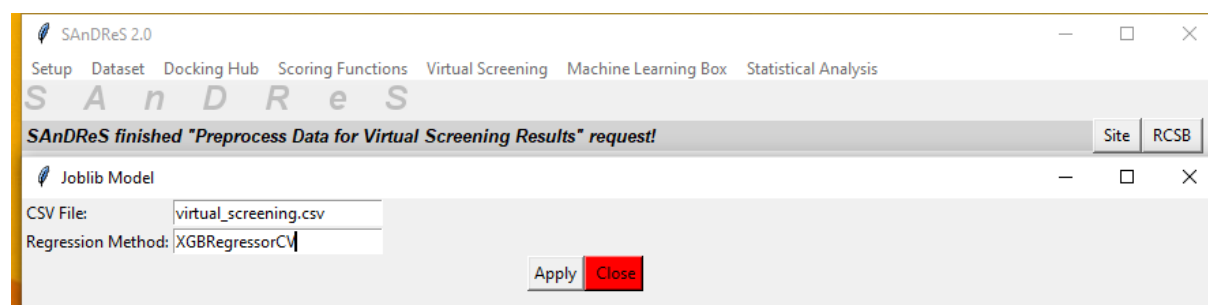 SAnDReS 2.0
Setup Dataset Docking Hub Scoring Functions Virtual Screening Machine Learning Box Statistical Analysis
S A n D R e S
SAnDReS finished "Preprocess Data for Virtual Screening Results" request!
Site RCSB
Joblib Model
CSV File: virtual_screening.csv
Regression Method: XGBRegressorCV
Apply Close